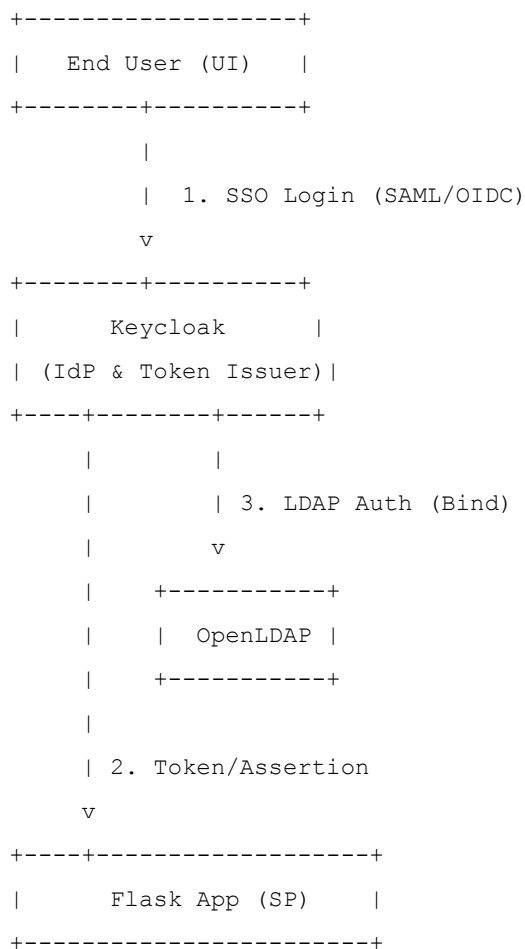 End User (UI)
1. SSO Login (SAML/OIDC)
v
Keycloak
(IdP & Token Issuer)
3. LDAP Auth (Bind)
v
OpenLDAP
2. Token/Assertion
v
Flask App (SP)